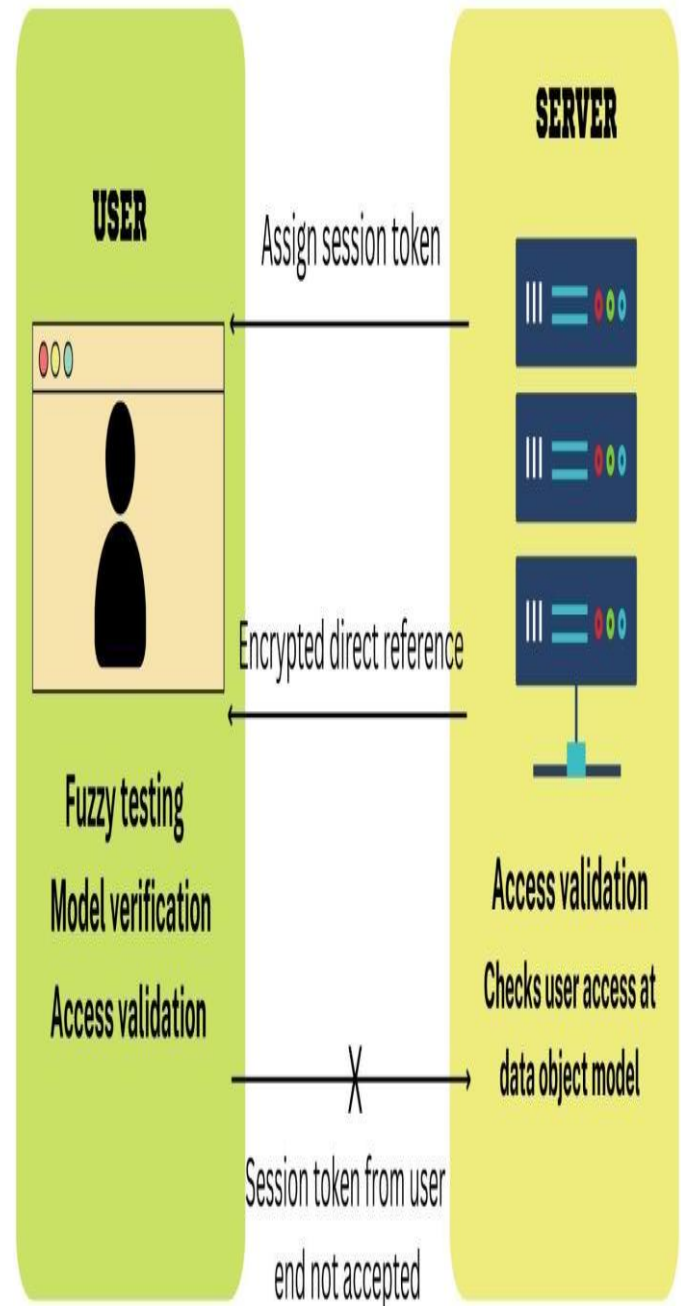 SERVER
USER
Assign session token
Encrypted direct reference
Fuzzy testing
Model verification
Access validation
Access validation
Checks user access at
data object model
Session token from user
end not accepted